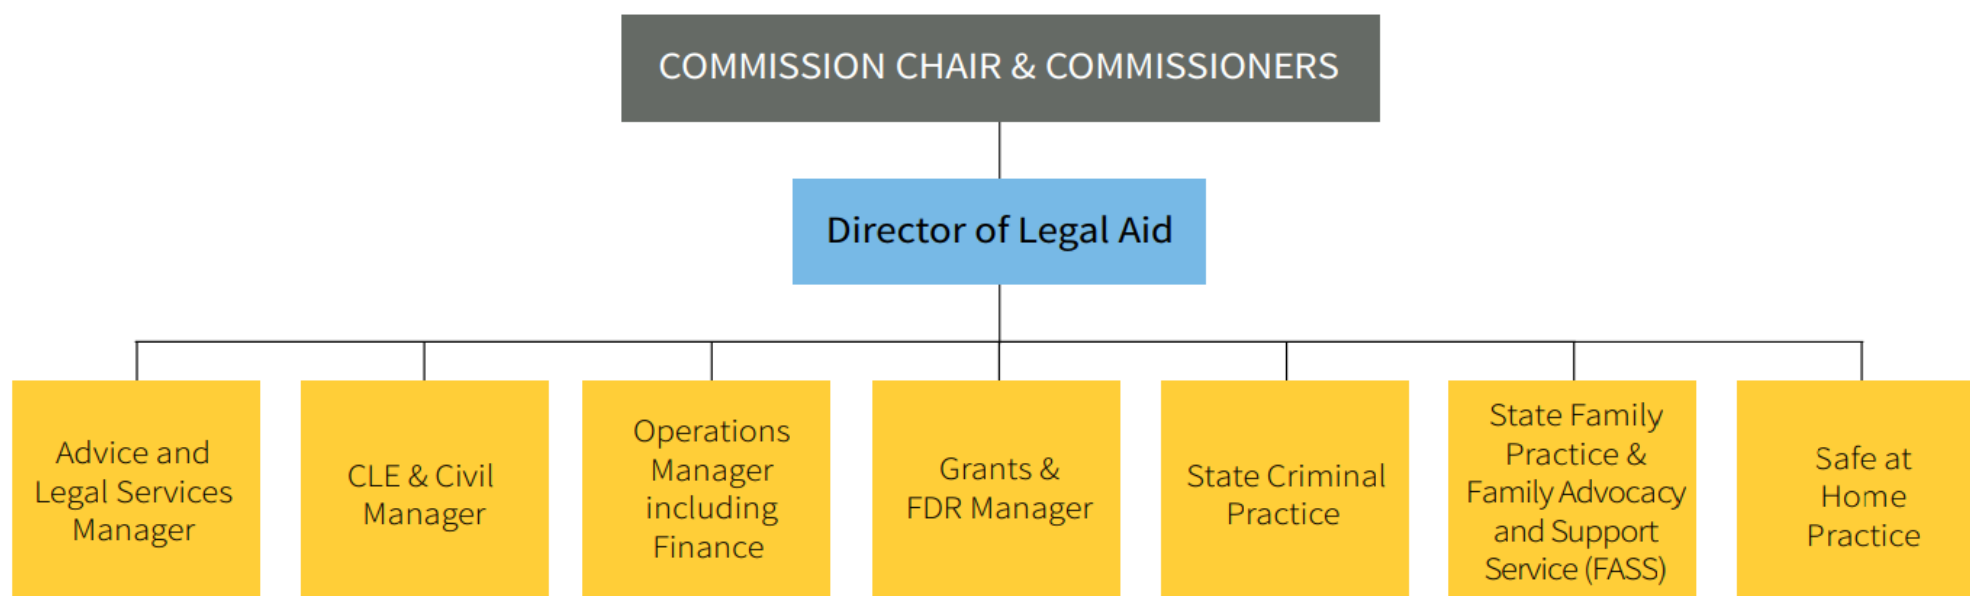 COMMISSION CHAIR & COMMISSIONERS
Director of Legal Aid
Advice and
Legal Services
Manager
CLE & Civil
Manager
Operations
Manager
including
Finance
Grants &
FDR Manager
State Criminal
Practice
State Family
Practice &
Family Advocacy
and Support
Service (FASS)
Safe at
Home
Practice